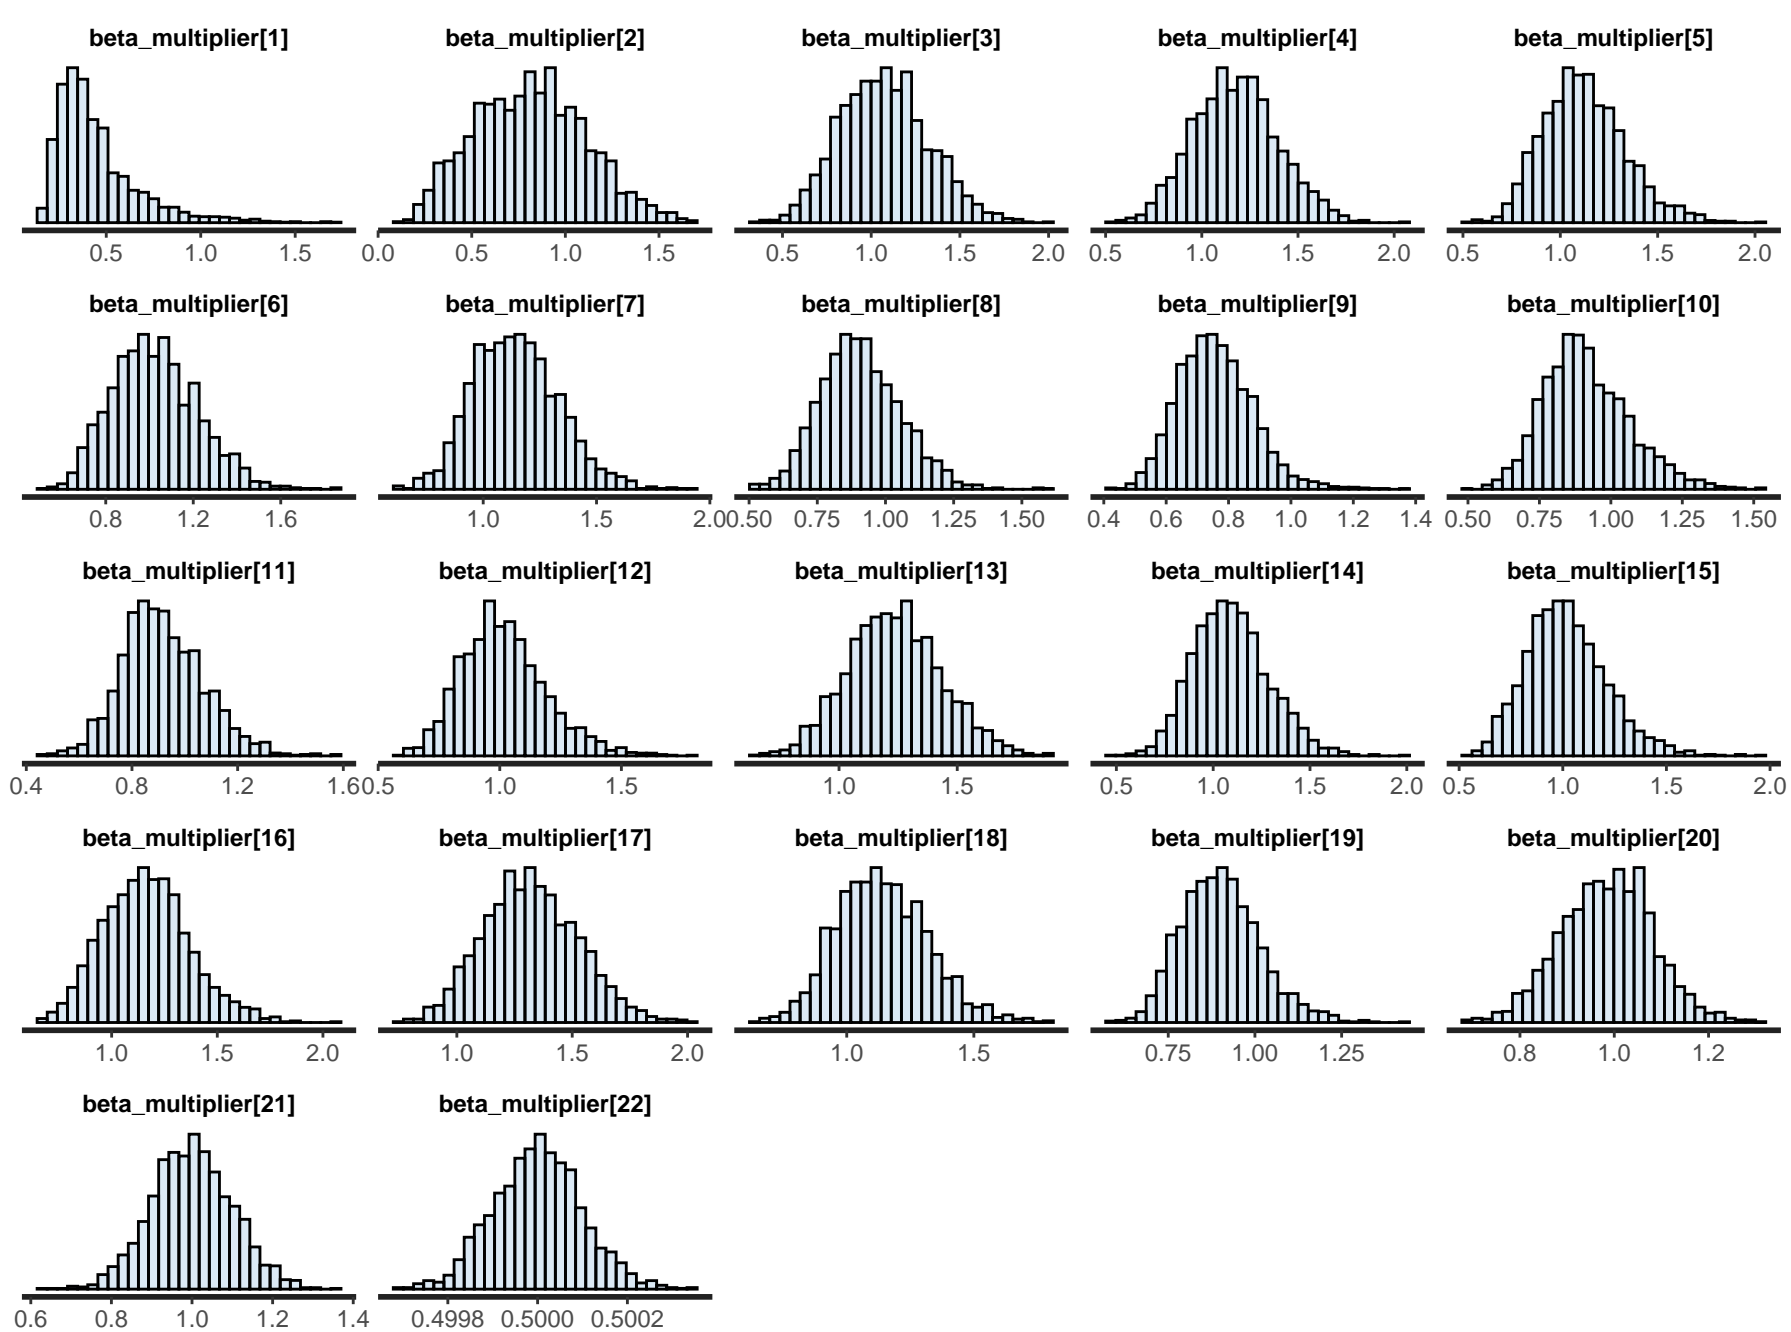 beta_multiplier[1] beta_multiplier[2] beta_multiplier[3] beta_multiplier[4] beta_multiplier[5]
0.5 1.0 1.5 0.0 0.5 1.0 1.5 0.5 1.0 1.5 2.0 0.5 1.0 1.5 2.0 0.5 1.0 1.5 2.0
beta_multiplier[6] beta_multiplier[7] beta_multiplier[8] beta_multiplier[9] beta_multiplier[10]
0.8 1.2 1.6 1.0 1.5 2.0 0.50 0.75 1.00 1.25 1.50 0.4 0.6 0.8 1.0 1.2 1.4 0.50 0.75 1.00 1.25 1.50
beta_multiplier[11] beta_multiplier[12] beta_multiplier[13] beta_multiplier[14] beta_multiplier[15]
0.4 0.8 1.2 1.6 0.5 1.0 1.5 1.0 1.5 0.5 1.0 1.5 2.0 0.5 1.0 1.5 2.0
beta_multiplier[16] beta_multiplier[17] beta_multiplier[18] beta_multiplier[19] beta_multiplier[20]
1.0 1.5 2.0 1.0 1.5 2.0 1.0 1.5 0.75 1.00 1.25 0.8 1.0 1.2
beta_multiplier[21] beta_multiplier[22]
0.6 0.8 1.0 1.2 1.4 0.4998 0.5000 0.5002